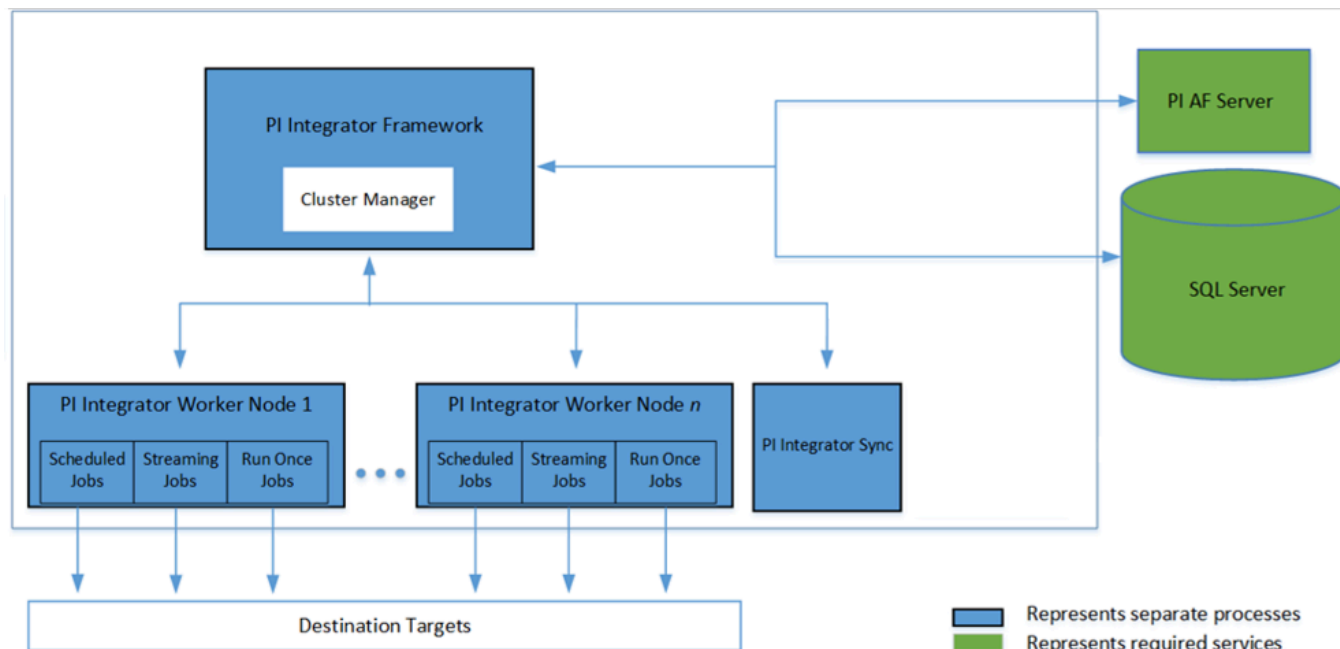 PI Integrator Framework
Cluster Manager
PI AF Server
SQL Server
PI Integrator Worker Node 1
Scheduled
Jobs
Streaming
Jobs
Run Once
Jobs
PI Integrator Worker Node n
Scheduled
Jobs
Streaming
Jobs
Run Once
Jobs
PI Integrator Sync
Destination Targets
Represents separate processes
Represents required services